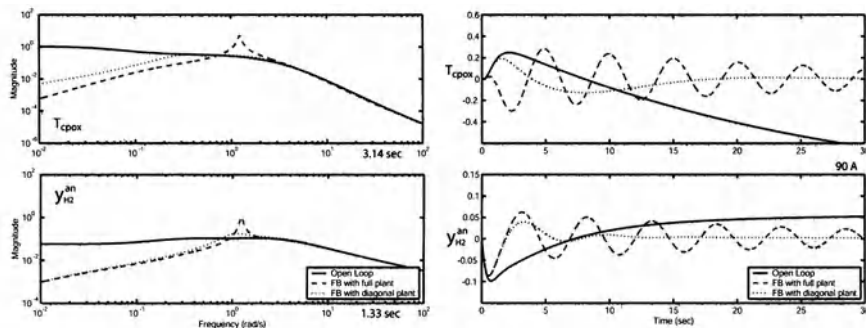 10²
10⁰
10⁻²
10⁻⁴
10⁻⁶
Magnitude
T_cpox
10⁻² 10⁻¹ 10⁰ 10¹ 10²
3.14 sec
10²
10⁰
10⁻²
10⁻⁴
Magnitude
y_H2^an
Open Loop
FB with full plant
FB with diagonal plant
10⁻² 10⁻¹ 10⁰ 10¹ 10²
Frequency (rad/s)
1.33 sec
0.6
0.4
0.2
T_cpox
0
-0.2
-0.4
0 5 10 15 20 25 30
90 A
0.15
0.1
0.05
y_H2^an
-0.05
-0.1
Open Loop
FB with full plant
FB with diagonal plant
0 5 10 15 20 25 30
Time (sec)